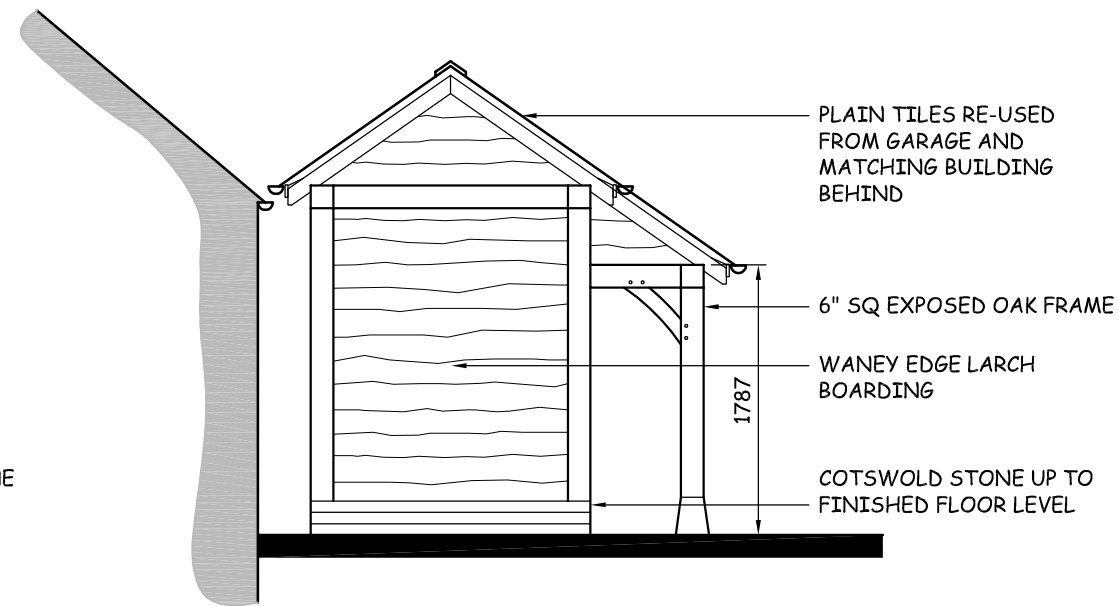 PLAIN TILES RE-USED
FROM GARAGE AND
MATCHING BUILDING
BEHIND
6" SQ EXPOSED OAK FRAME
WANEY EDGE LARCH
BOARDING
1787
COTSWOLD STONE UP TO
FINISHED FLOOR LEVEL